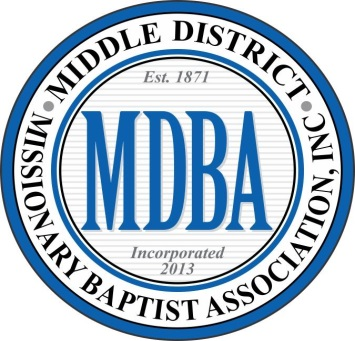 MIDDLE DISTRICT
MISSIONARY BAPTIST ASSOCIATION, INC
Est. 1871
MDBA
Incorporated
2013